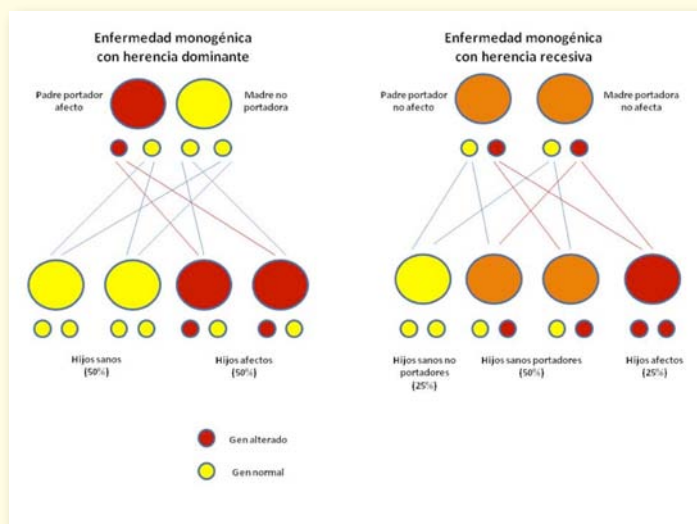 Enfermedad monogénica
con herencia dominante
Padre portador
afecto
Madre no
portadora
Hijos sanos
(50%)
Hijos afectos
(50%)
Enfermedad monogénica
con herencia recesiva
Padre portador
no afecto
Madre portadora
no afecta
Hijos sanos no
portadores
(25%)
Hijos sanos portadores
(50%)
Hijos afectos
(25%)
Gen alterado
Gen normal